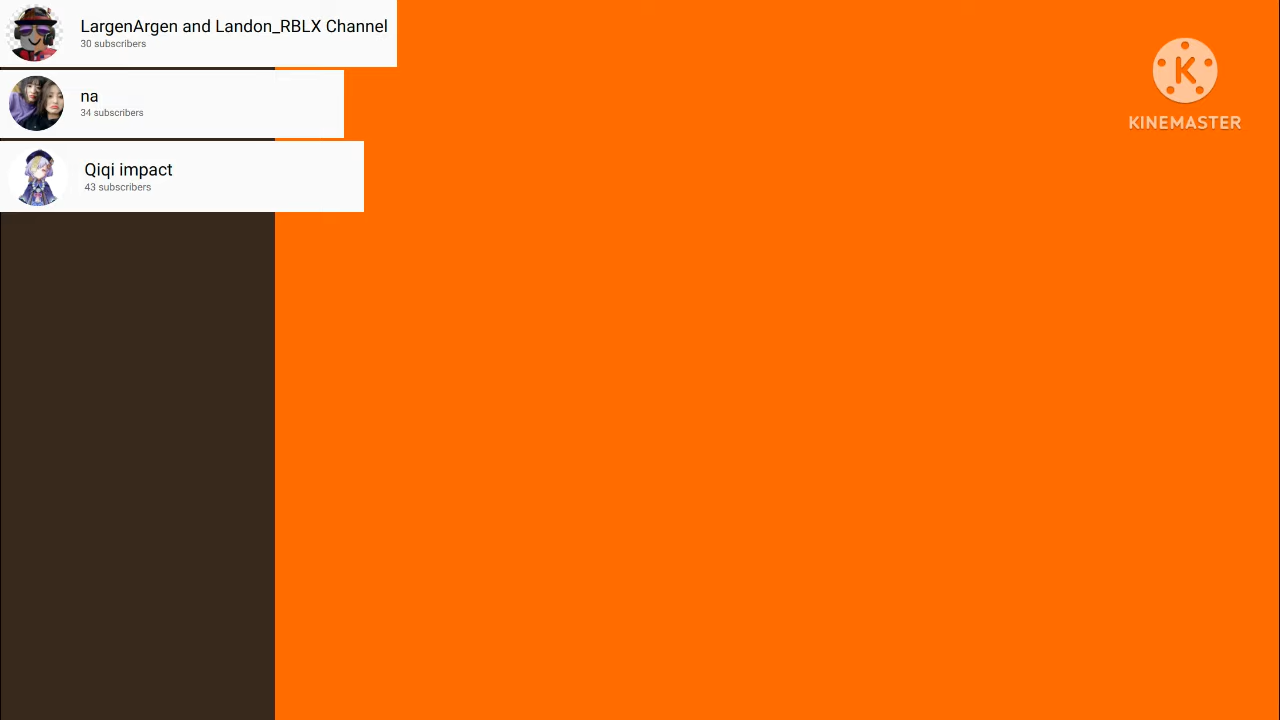 LargenArgen and Landon_RBLX Channel
30 subscribers
na
34 subscribers
Qiqi impact
43 subscribers
K
KINEMASTER